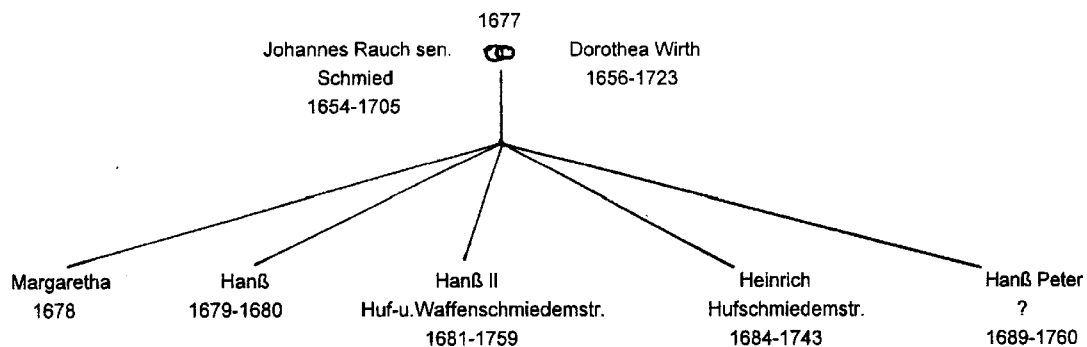 1677
Johannes Rauch sen.
Schmied
1654-1705
Dorothea Wirth
1656-1723
Margaretha
1678
Hanß
1679-1680
Hanß II
Huf-u.Waffenschmiedemstr.
1681-1759
Heinrich
Hufschmiedemstr.
1684-1743
Hanß Peter
?
1689-1760